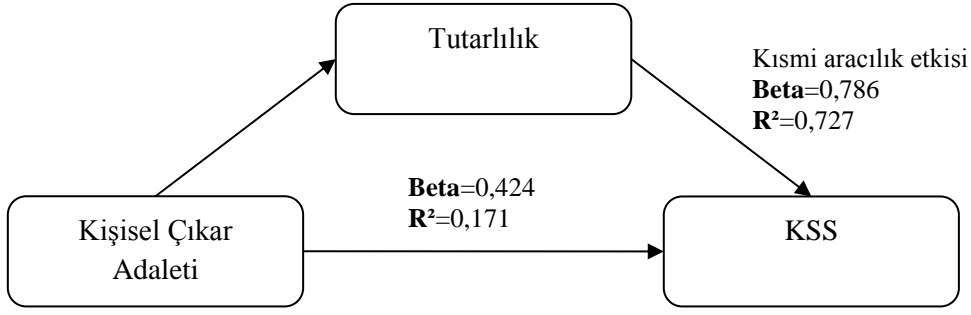 Tutarlılık
Kısmi aracılık etkisi
Beta=0,786
R²=0,727
Beta=0,424
R²=0,171
Kişisel Çıkar
Adaleti
KSS